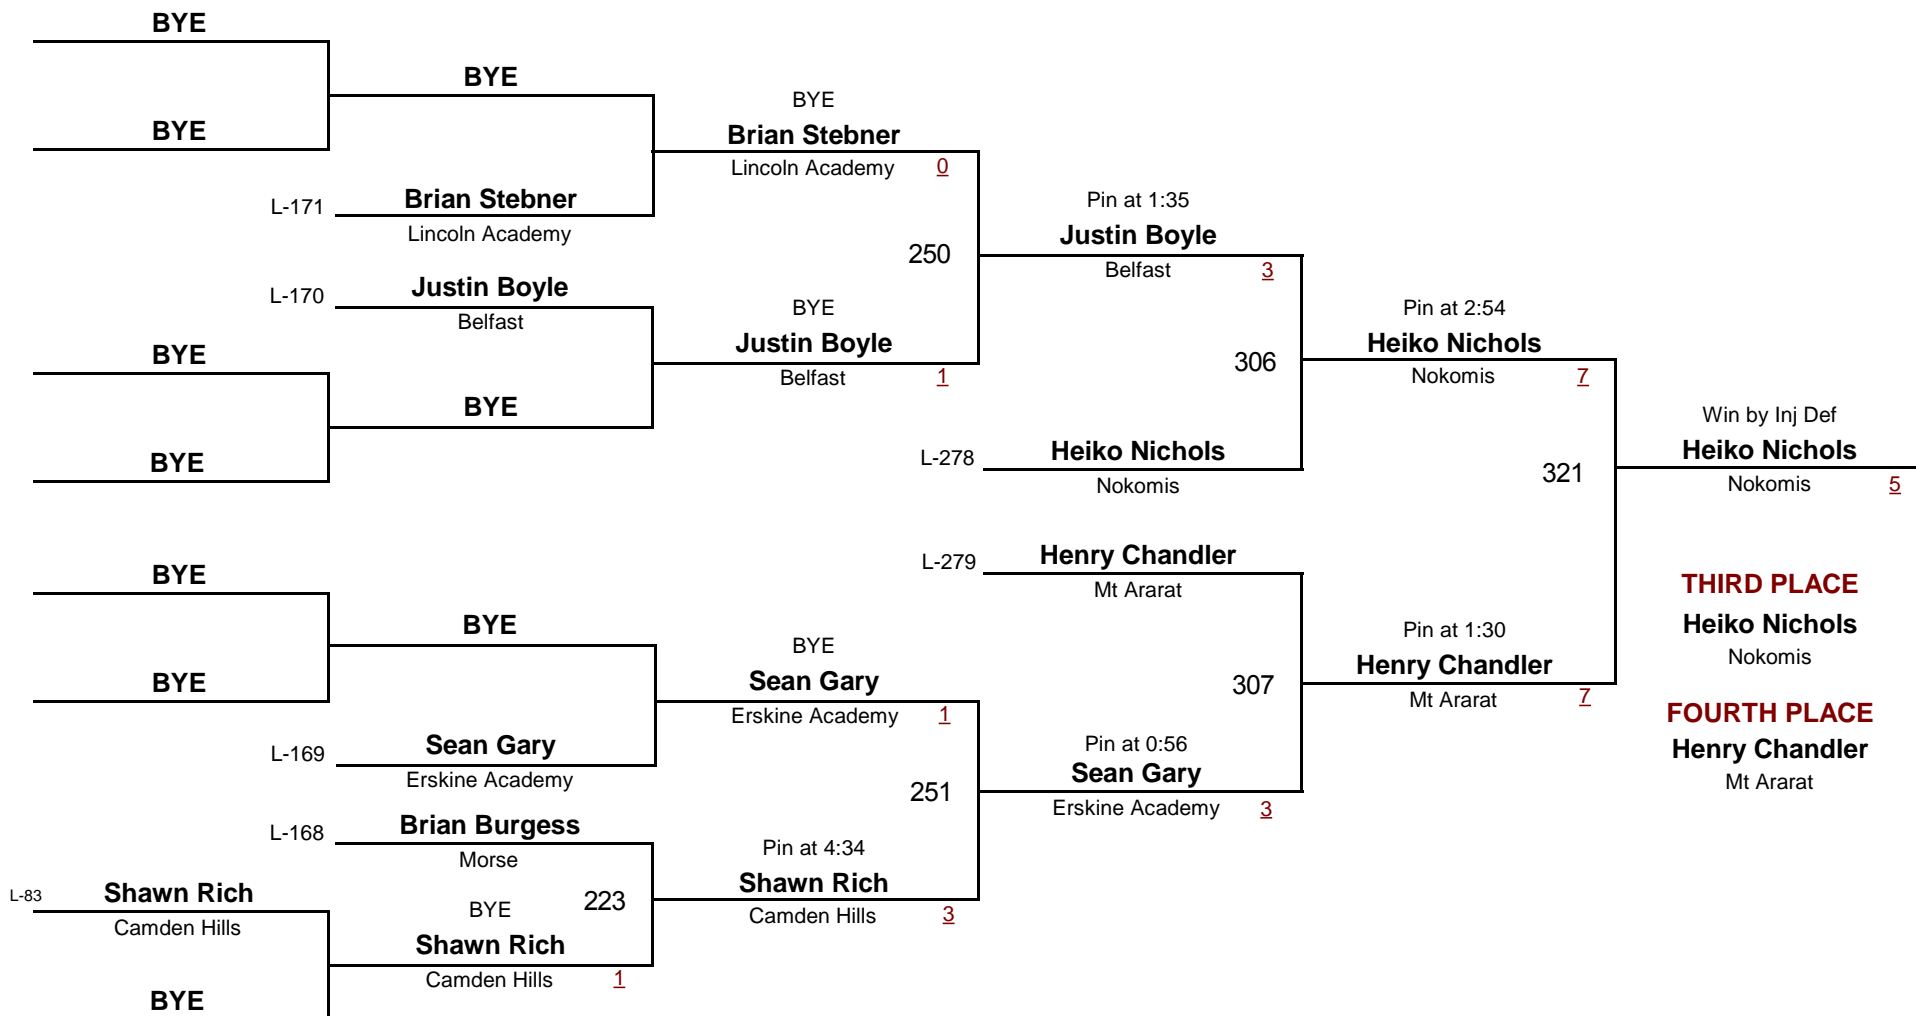 BYE
BYE
BYE
BYE
Brian Stebner
Lincoln Academy 0
L-171 Brian Stebner
Lincoln Academy
Pin at 1:35
Justin Boyle
Belfast 3
250
L-170 Justin Boyle
Belfast
BYE
Justin Boyle
Belfast 1
BYE
BYE
BYE
306
Pin at 2:54
Heiko Nichols
Nokomis 7
L-278 Heiko Nichols
Nokomis
321
Win by Inj Def
Heiko Nichols
Nokomis 5
L-279 Henry Chandler
Mt Ararat
BYE
BYE
BYE
BYE
Sean Gary
Erskine Academy 1
L-169 Sean Gary
Erskine Academy
307
Pin at 1:30
Henry Chandler
Mt Ararat 7
THIRD PLACE
Heiko Nichols
Nokomis
FOURTH PLACE
Henry Chandler
Mt Ararat
Pin at 0:56
Sean Gary
Erskine Academy 3
251
L-168 Brian Burgess
Morse
Pin at 4:34
Shawn Rich
Camden Hills 3
L-83 Shawn Rich
Camden Hills
BYE 223
Shawn Rich
Camden Hills 1
BYE